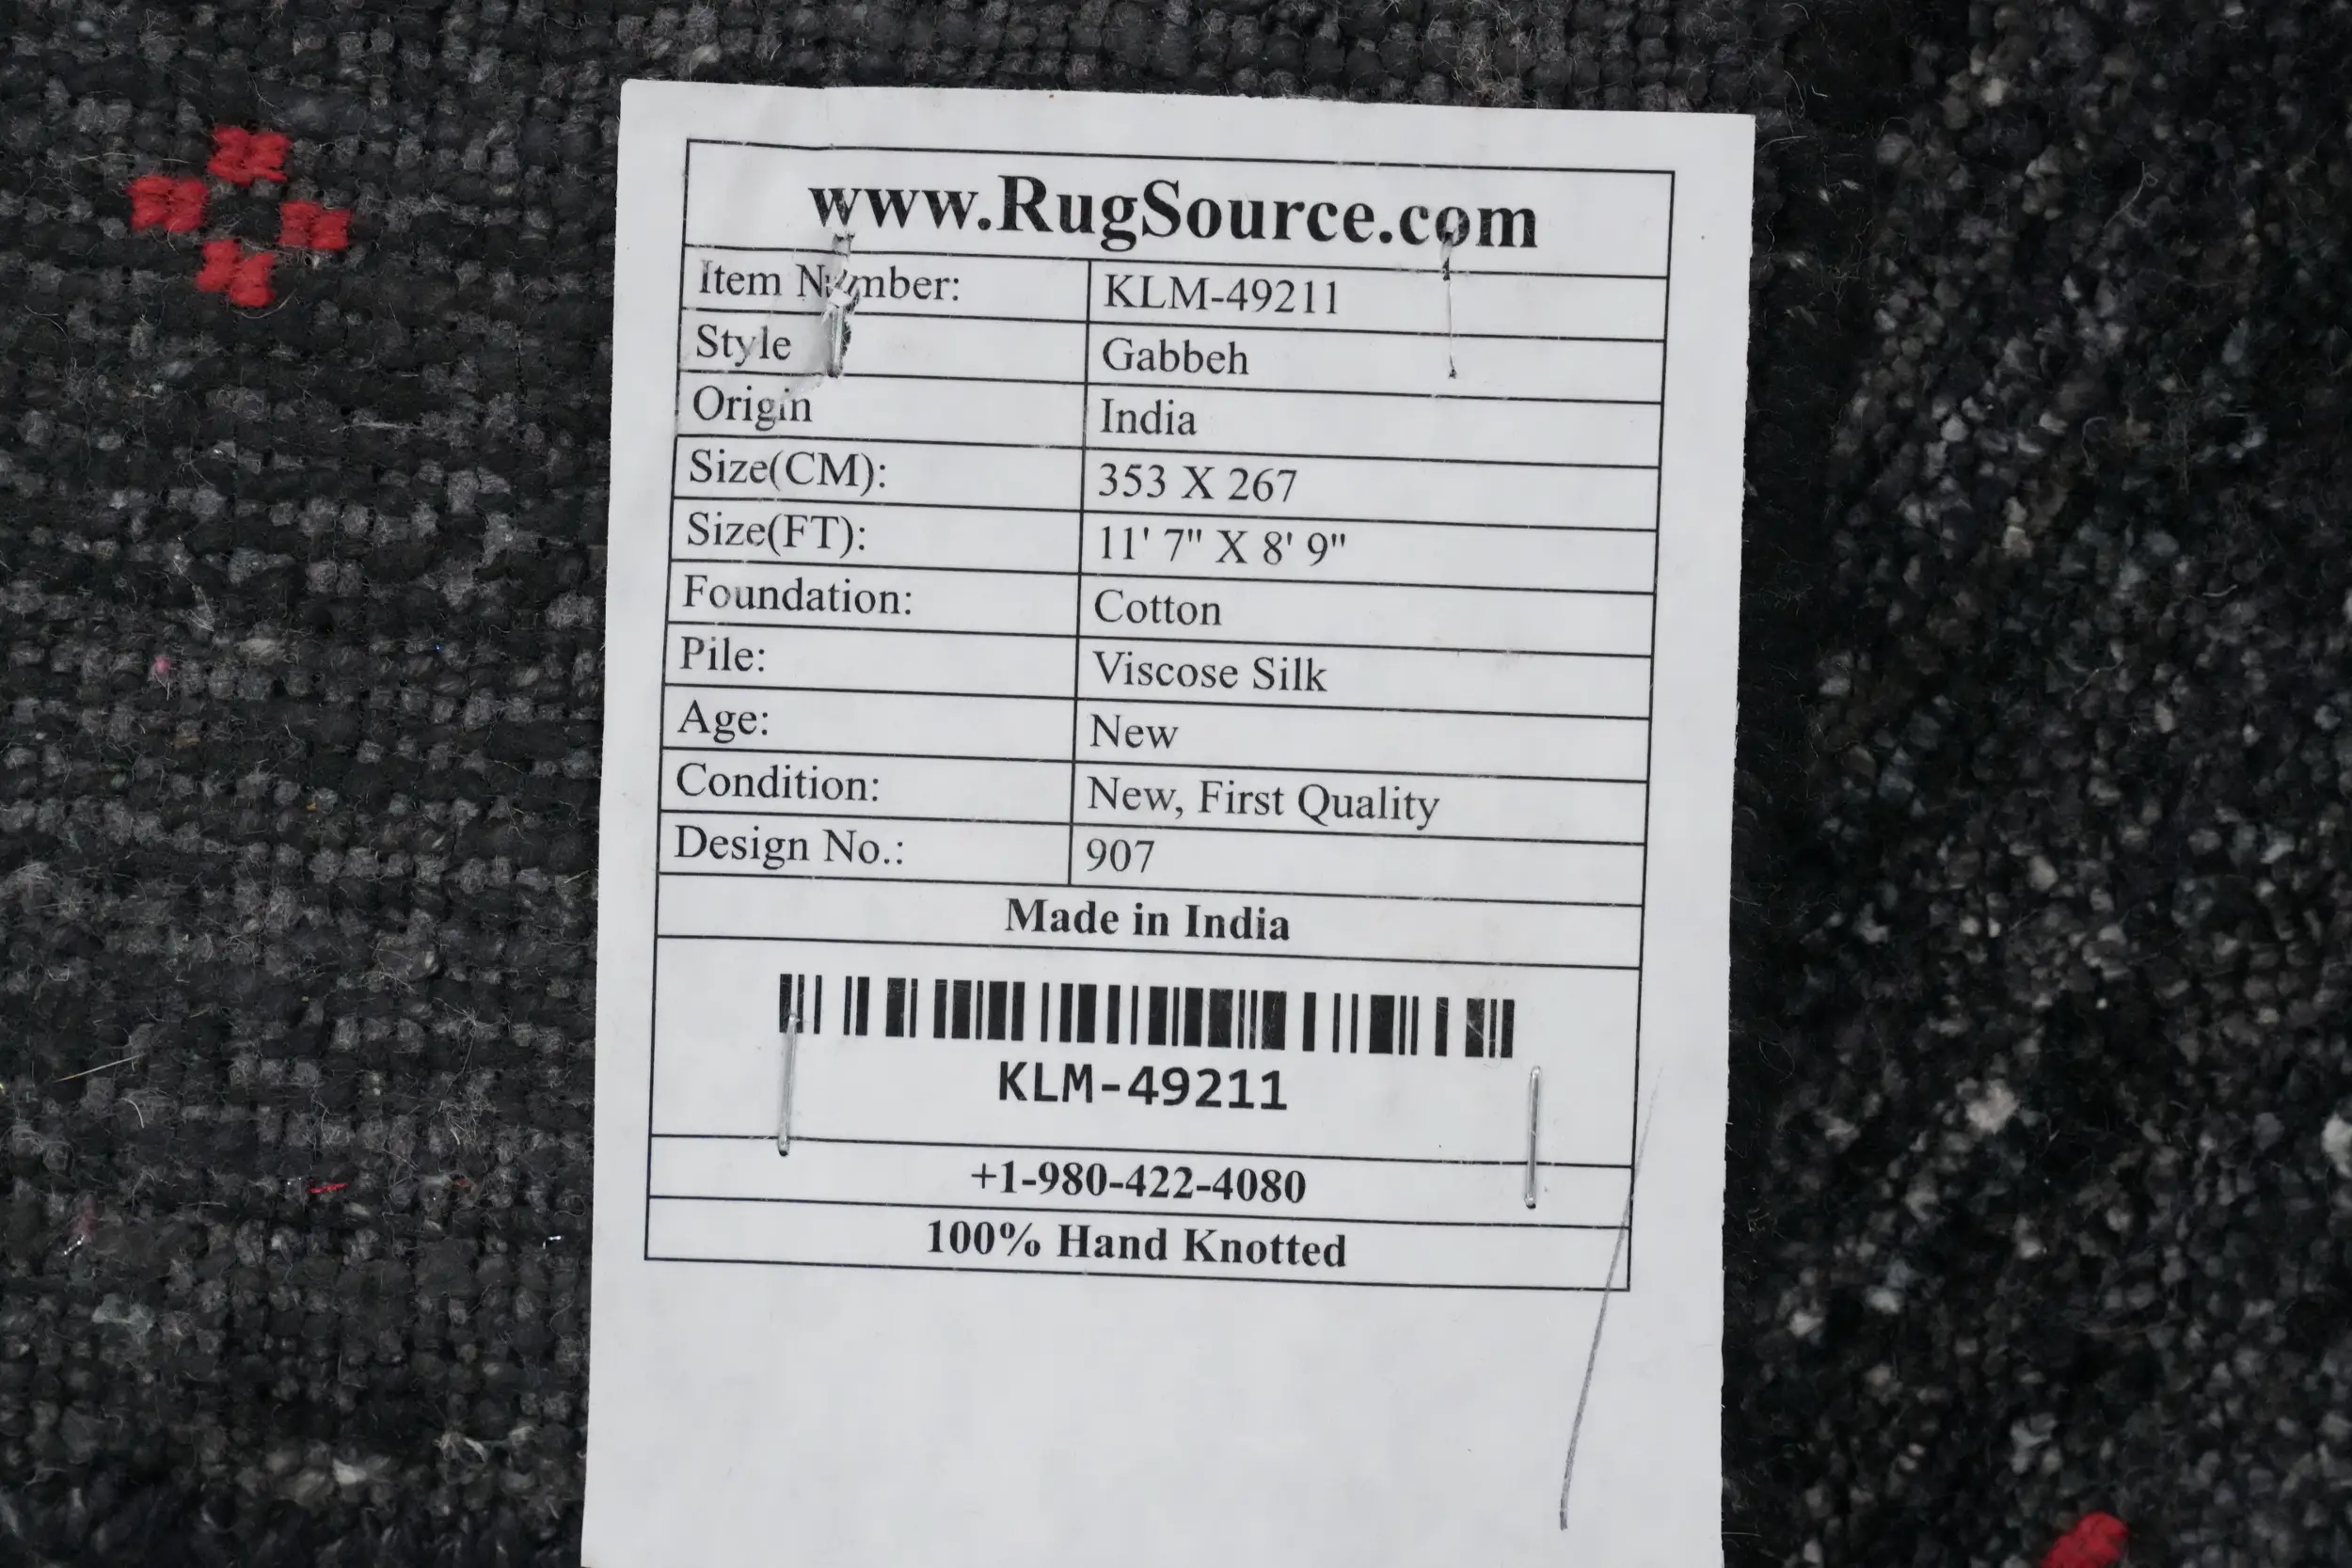 www.RugSource.com
Item Number: KLM-49211
Style Gabbeh
Origin India
Size(CM): 353 X 267
Size(FT): 11' 7" X 8' 9"
Foundation: Cotton
Pile: Viscose Silk
Age: New
Condition: New, First Quality
Design No.: 907
Made in India
KLM-49211
+1-980-422-4080
100% Hand Knotted